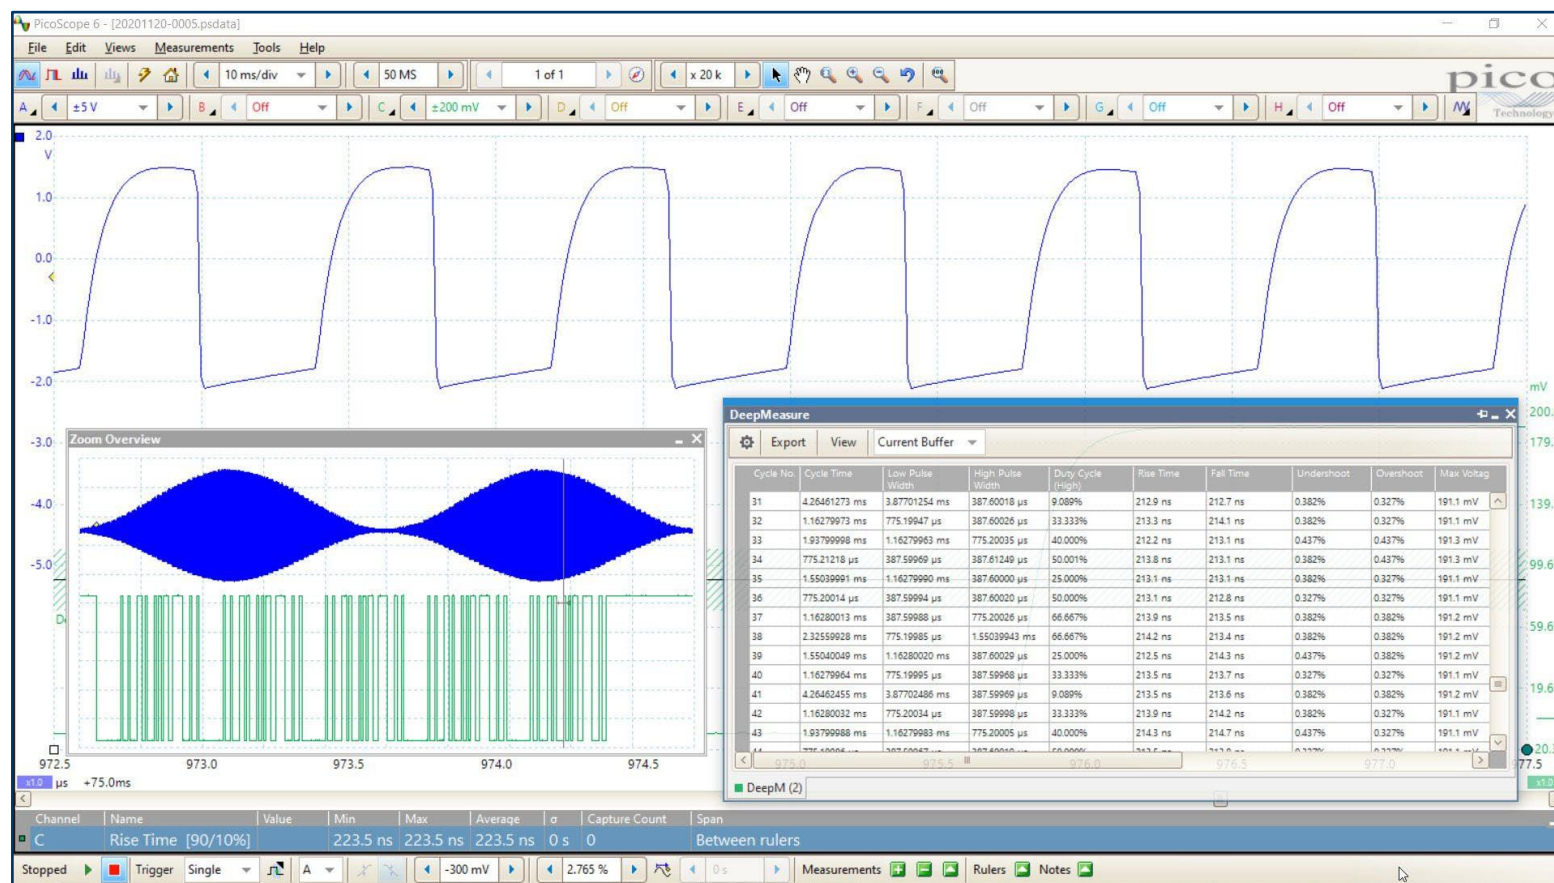 PicoScope 6 - [20201120-0005.psdata]
File Edit Views Measurements Tools Help
10 ms/div 50 MS 1 of 1 x 20 k
pico
Technology
A ±5 V B Off C ±200 mV D Off E Off F Off G Off H Off
2.0
V
1.0
0.0
-1.0
-2.0
-3.0
-4.0
-5.0
mV
200.
179.
139.
99.6
59.6
19.6
20.
Zoom Overview
DeepMeasure
Export View Current Buffer
Cycle No. Cycle Time Low Pulse Width High Pulse Width Duty Cycle (High) Rise Time Fall Time Undershoot Overshoot Max Voltag
31 4.26461273 ms 3.87701254 ms 387.60018 µs 9.089% 212.9 ns 212.7 ns 0.382% 0.327% 191.1 mV
32 1.16279973 ms 775.19947 µs 387.60026 µs 33.333% 213.3 ns 214.1 ns 0.382% 0.327% 191.1 mV
33 1.93799998 ms 1.16279963 ms 775.20035 µs 40.000% 212.2 ns 213.1 ns 0.437% 0.437% 191.3 mV
34 775.21218 µs 387.59969 µs 387.61249 µs 50.001% 213.8 ns 213.1 ns 0.382% 0.437% 191.3 mV
35 1.55039991 ms 1.16279990 ms 387.60000 µs 25.000% 213.1 ns 213.1 ns 0.382% 0.327% 191.1 mV
36 775.20014 µs 387.59994 µs 387.60020 µs 50.000% 213.1 ns 212.8 ns 0.327% 0.327% 191.1 mV
37 1.16280013 ms 387.59988 µs 775.20026 µs 66.667% 213.9 ns 213.5 ns 0.327% 0.382% 191.2 mV
38 2.32559928 ms 775.19985 µs 1.55039943 ms 66.667% 214.2 ns 213.4 ns 0.382% 0.382% 191.2 mV
39 1.55040049 ms 1.16280020 ms 387.60029 µs 25.000% 212.5 ns 214.3 ns 0.437% 0.382% 191.1 mV
40 1.16279964 ms 775.19995 µs 387.59968 µs 33.333% 213.5 ns 213.7 ns 0.327% 0.327% 191.1 mV
41 4.26462455 ms 3.87702486 ms 387.59969 µs 9.089% 213.5 ns 213.6 ns 0.382% 0.382% 191.2 mV
42 1.16280032 ms 775.20034 µs 387.59998 µs 33.333% 213.9 ns 214.2 ns 0.382% 0.327% 191.1 mV
43 1.93799988 ms 1.16279983 ms 775.20005 µs 40.000% 214.3 ns 214.7 ns 0.437% 0.327% 191.1 mV
972.5 973.0 973.5 974.0 974.5 975.0 975.5 976.0 976.5 977.0 77.5
x1.0 µs +75.0ms
x1.0
DeepM (2)
Channel Name Value Min Max Average σ Capture Count Span
C Rise Time [90/10%] 223.5 ns 223.5 ns 223.5 ns 0 s 0 Between rulers
Stopped Trigger Single A -300 mV 2.765 % 0 s Measurements Rulers Notes